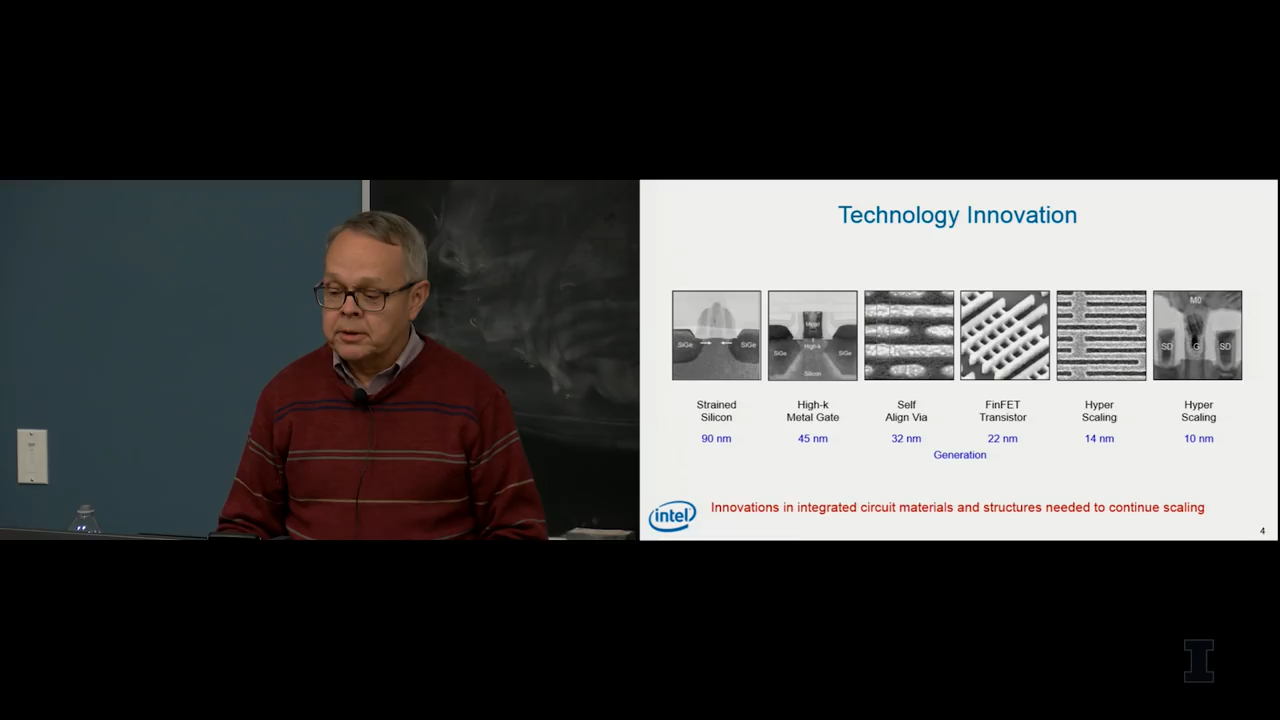 Technology Innovation
SiGe
SiGe
Metal
High-k
SiGe
SiGe
Silicon
M0
SD
G
SD
Strained
Silicon
High-k
Metal Gate
Self
Align Via
FinFET
Transistor
Hyper
Scaling
Hyper
Scaling
90 nm
45 nm
32 nm
22 nm
14 nm
10 nm
Generation
intel
Innovations in integrated circuit materials and structures needed to continue scaling
4
I